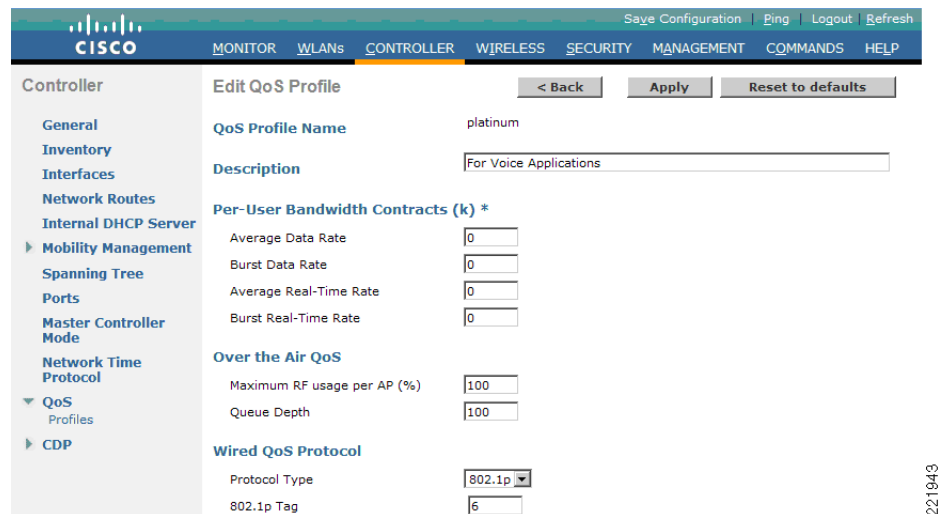 Save Configuration | Ping | Logout | Refresh
CISCO
MONITOR WLANs CONTROLLER WIRELESS SECURITY MANAGEMENT COMMANDS HELP
Controller
General
Inventory
Interfaces
Network Routes
Internal DHCP Server
Mobility Management
Spanning Tree
Ports
Master Controller
Mode
Network Time
Protocol
QoS
Profiles
CDP
Edit QoS Profile
< Back
Apply
Reset to defaults
QoS Profile Name platinum
Description For Voice Applications
Per-User Bandwidth Contracts (k) *
Average Data Rate 0
Burst Data Rate 0
Average Real-Time Rate 0
Burst Real-Time Rate 0
Over the Air QoS
Maximum RF usage per AP (%) 100
Queue Depth 100
Wired QoS Protocol
Protocol Type 802.1p
802.1p Tag 6
221943